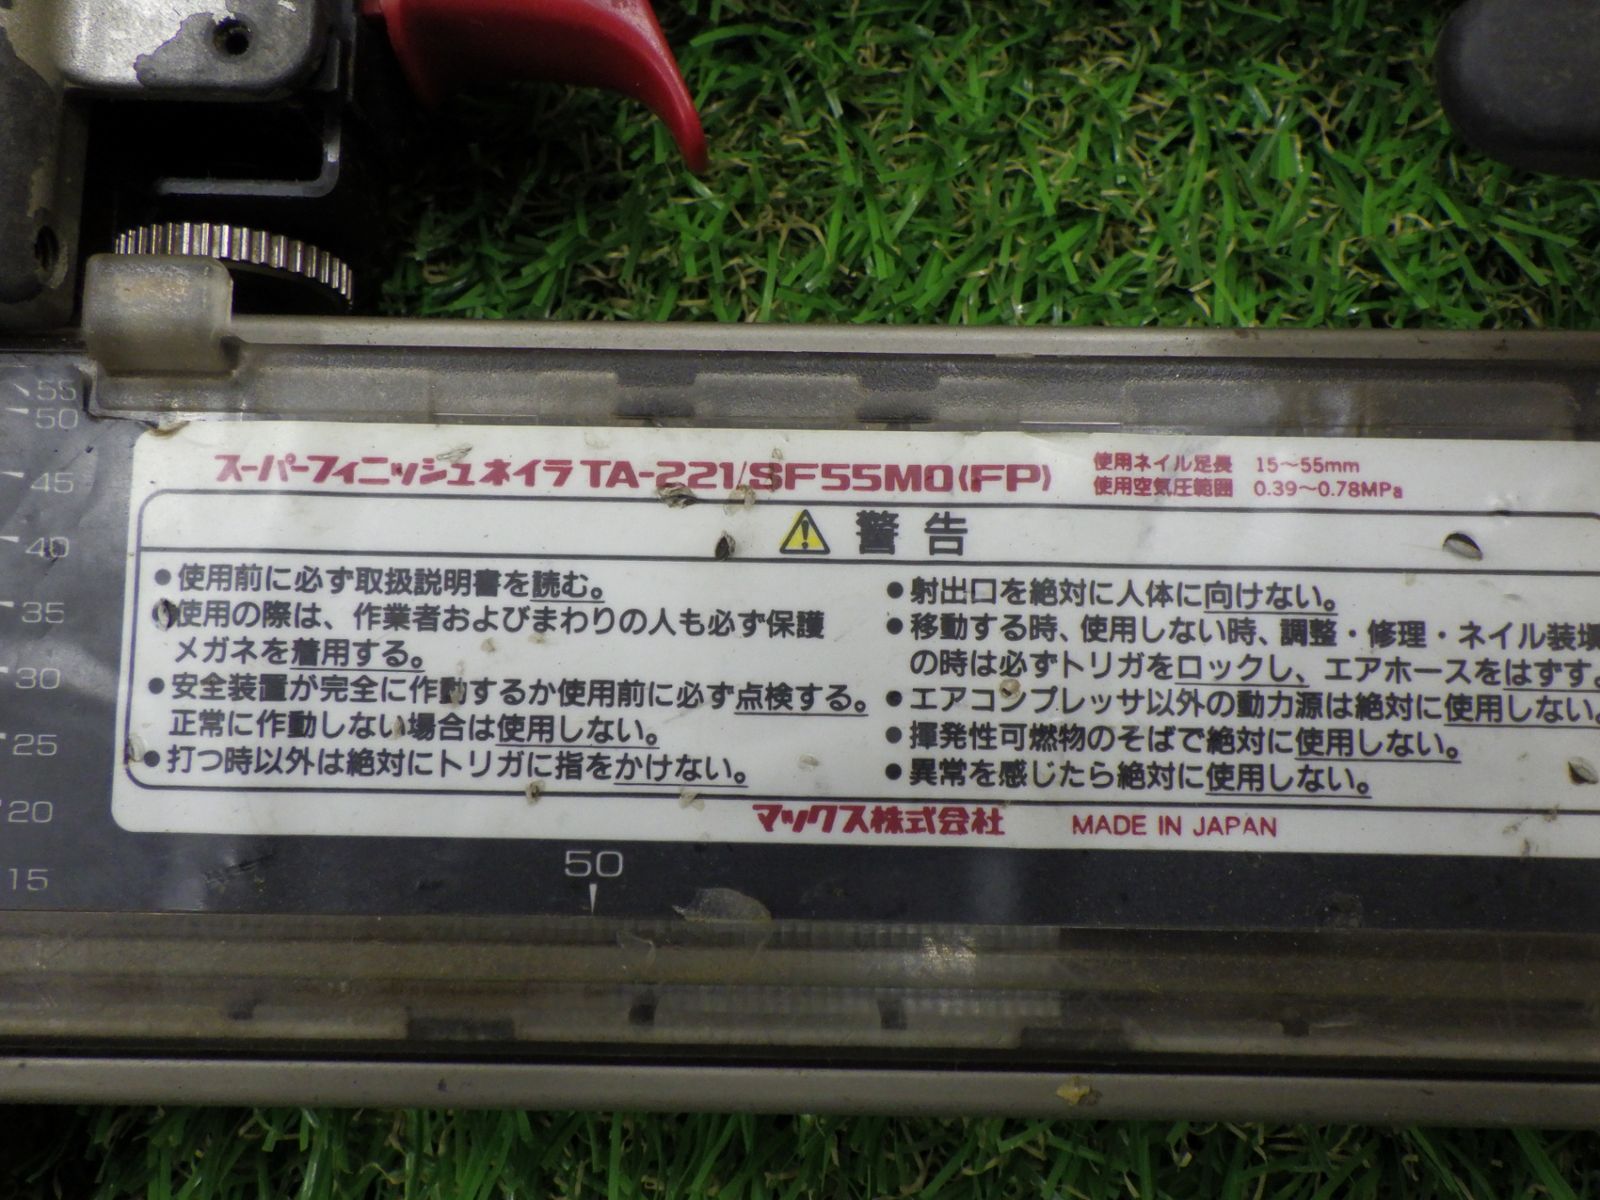 スーパーフィニッシュネイラ TA-221/SF55M0(FP)
使用ネイル足長 15～55mm
使用空気圧範囲 0.39～0.78MPa
警告
●使用前に必ず取扱説明書を読む。
●使用の際は、作業者およびまわりの人も必ず保護
メガネを着用する。
●安全装置が完全に作動するか使用前に必ず点検する。
正常に作動しない場合は使用しない。
●打つ時以外は絶対にトリガに指をかけない。
●射出口を絶対に人体に向けない。
●移動する時、使用しない時、調整・修理・ネイル装填
の時は必ずトリガをロックし、エアホースをはずす。
●エアコンプレッサ以外の動力源は絶対に使用しない。
●揮発性可燃物のそばで絶対に使用しない。
●異常を感じたら絶対に使用しない。
マックス株式会社 MADE IN JAPAN
55
50
45
40
35
30
25
20
15
50